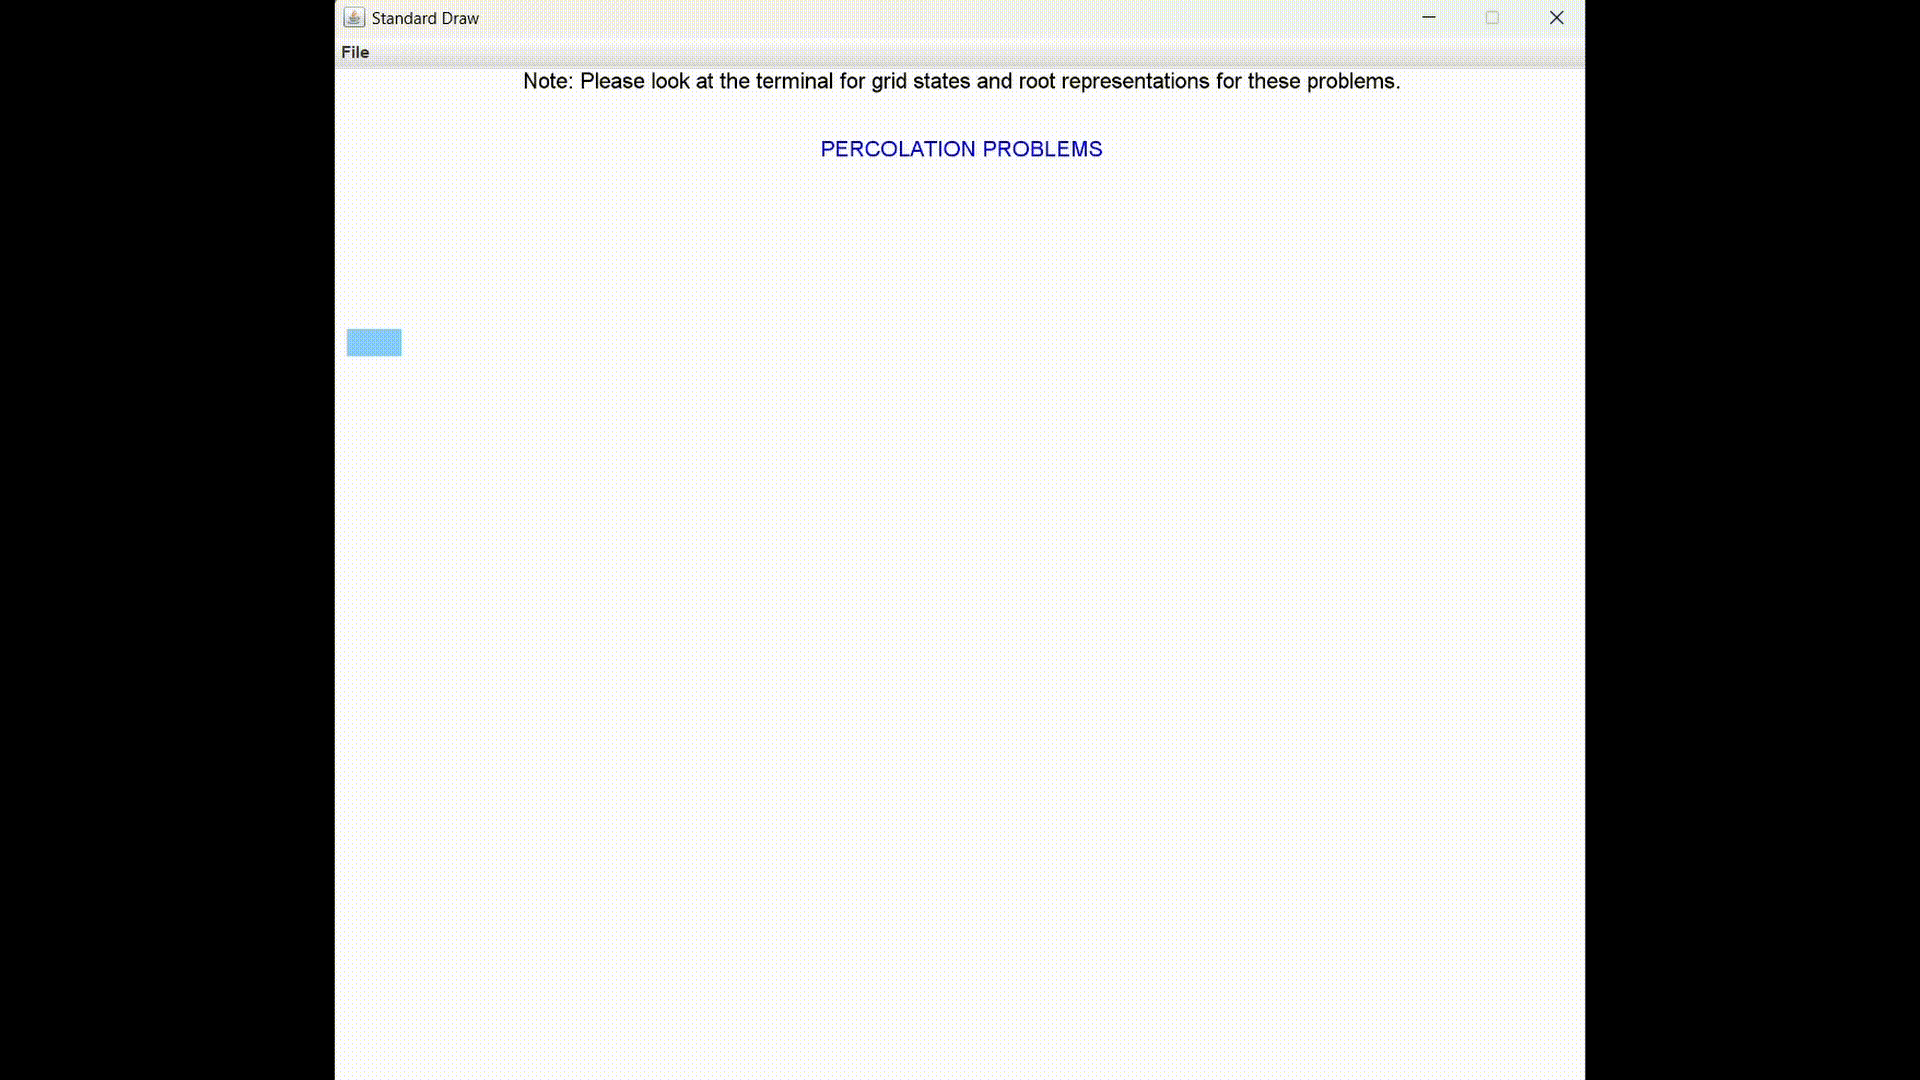 Standard Draw
File
Note: Please look at the terminal for grid states and root representations for these problems.
PERCOLATION PROBLEMS